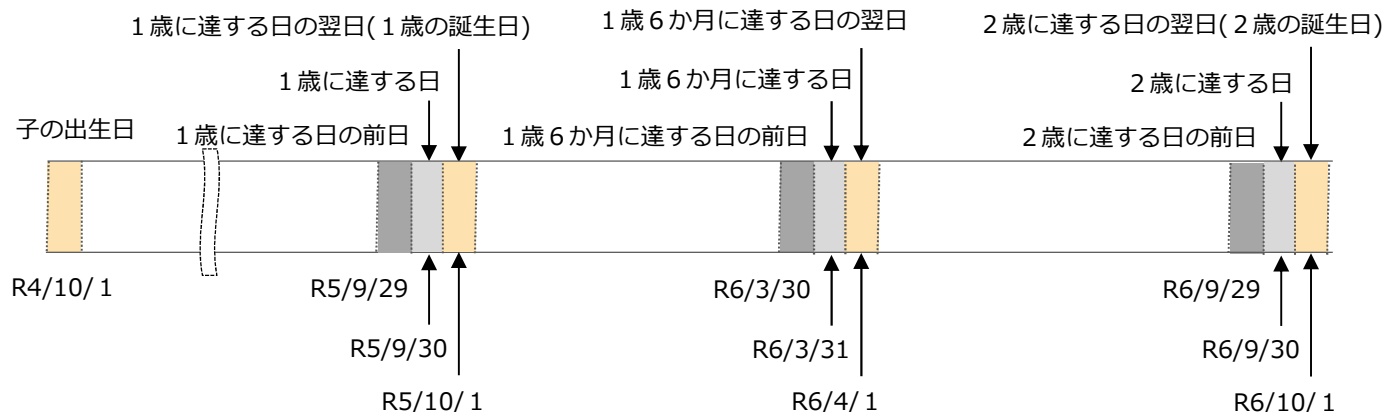 1歳に達する日の翌日(1歳の誕生日)
1歳6か月に達する日の翌日
2歳に達する日の翌日(2歳の誕生日)
1歳に達する日
1歳6か月に達する日
2歳に達する日
子の出生日
1歳に達する日の前日
1歳6か月に達する日の前日
2歳に達する日の前日
R4/10/1
R5/9/29
R6/3/30
R6/9/29
R5/9/30
R6/3/31
R6/9/30
R5/10/1
R6/4/1
R6/10/1